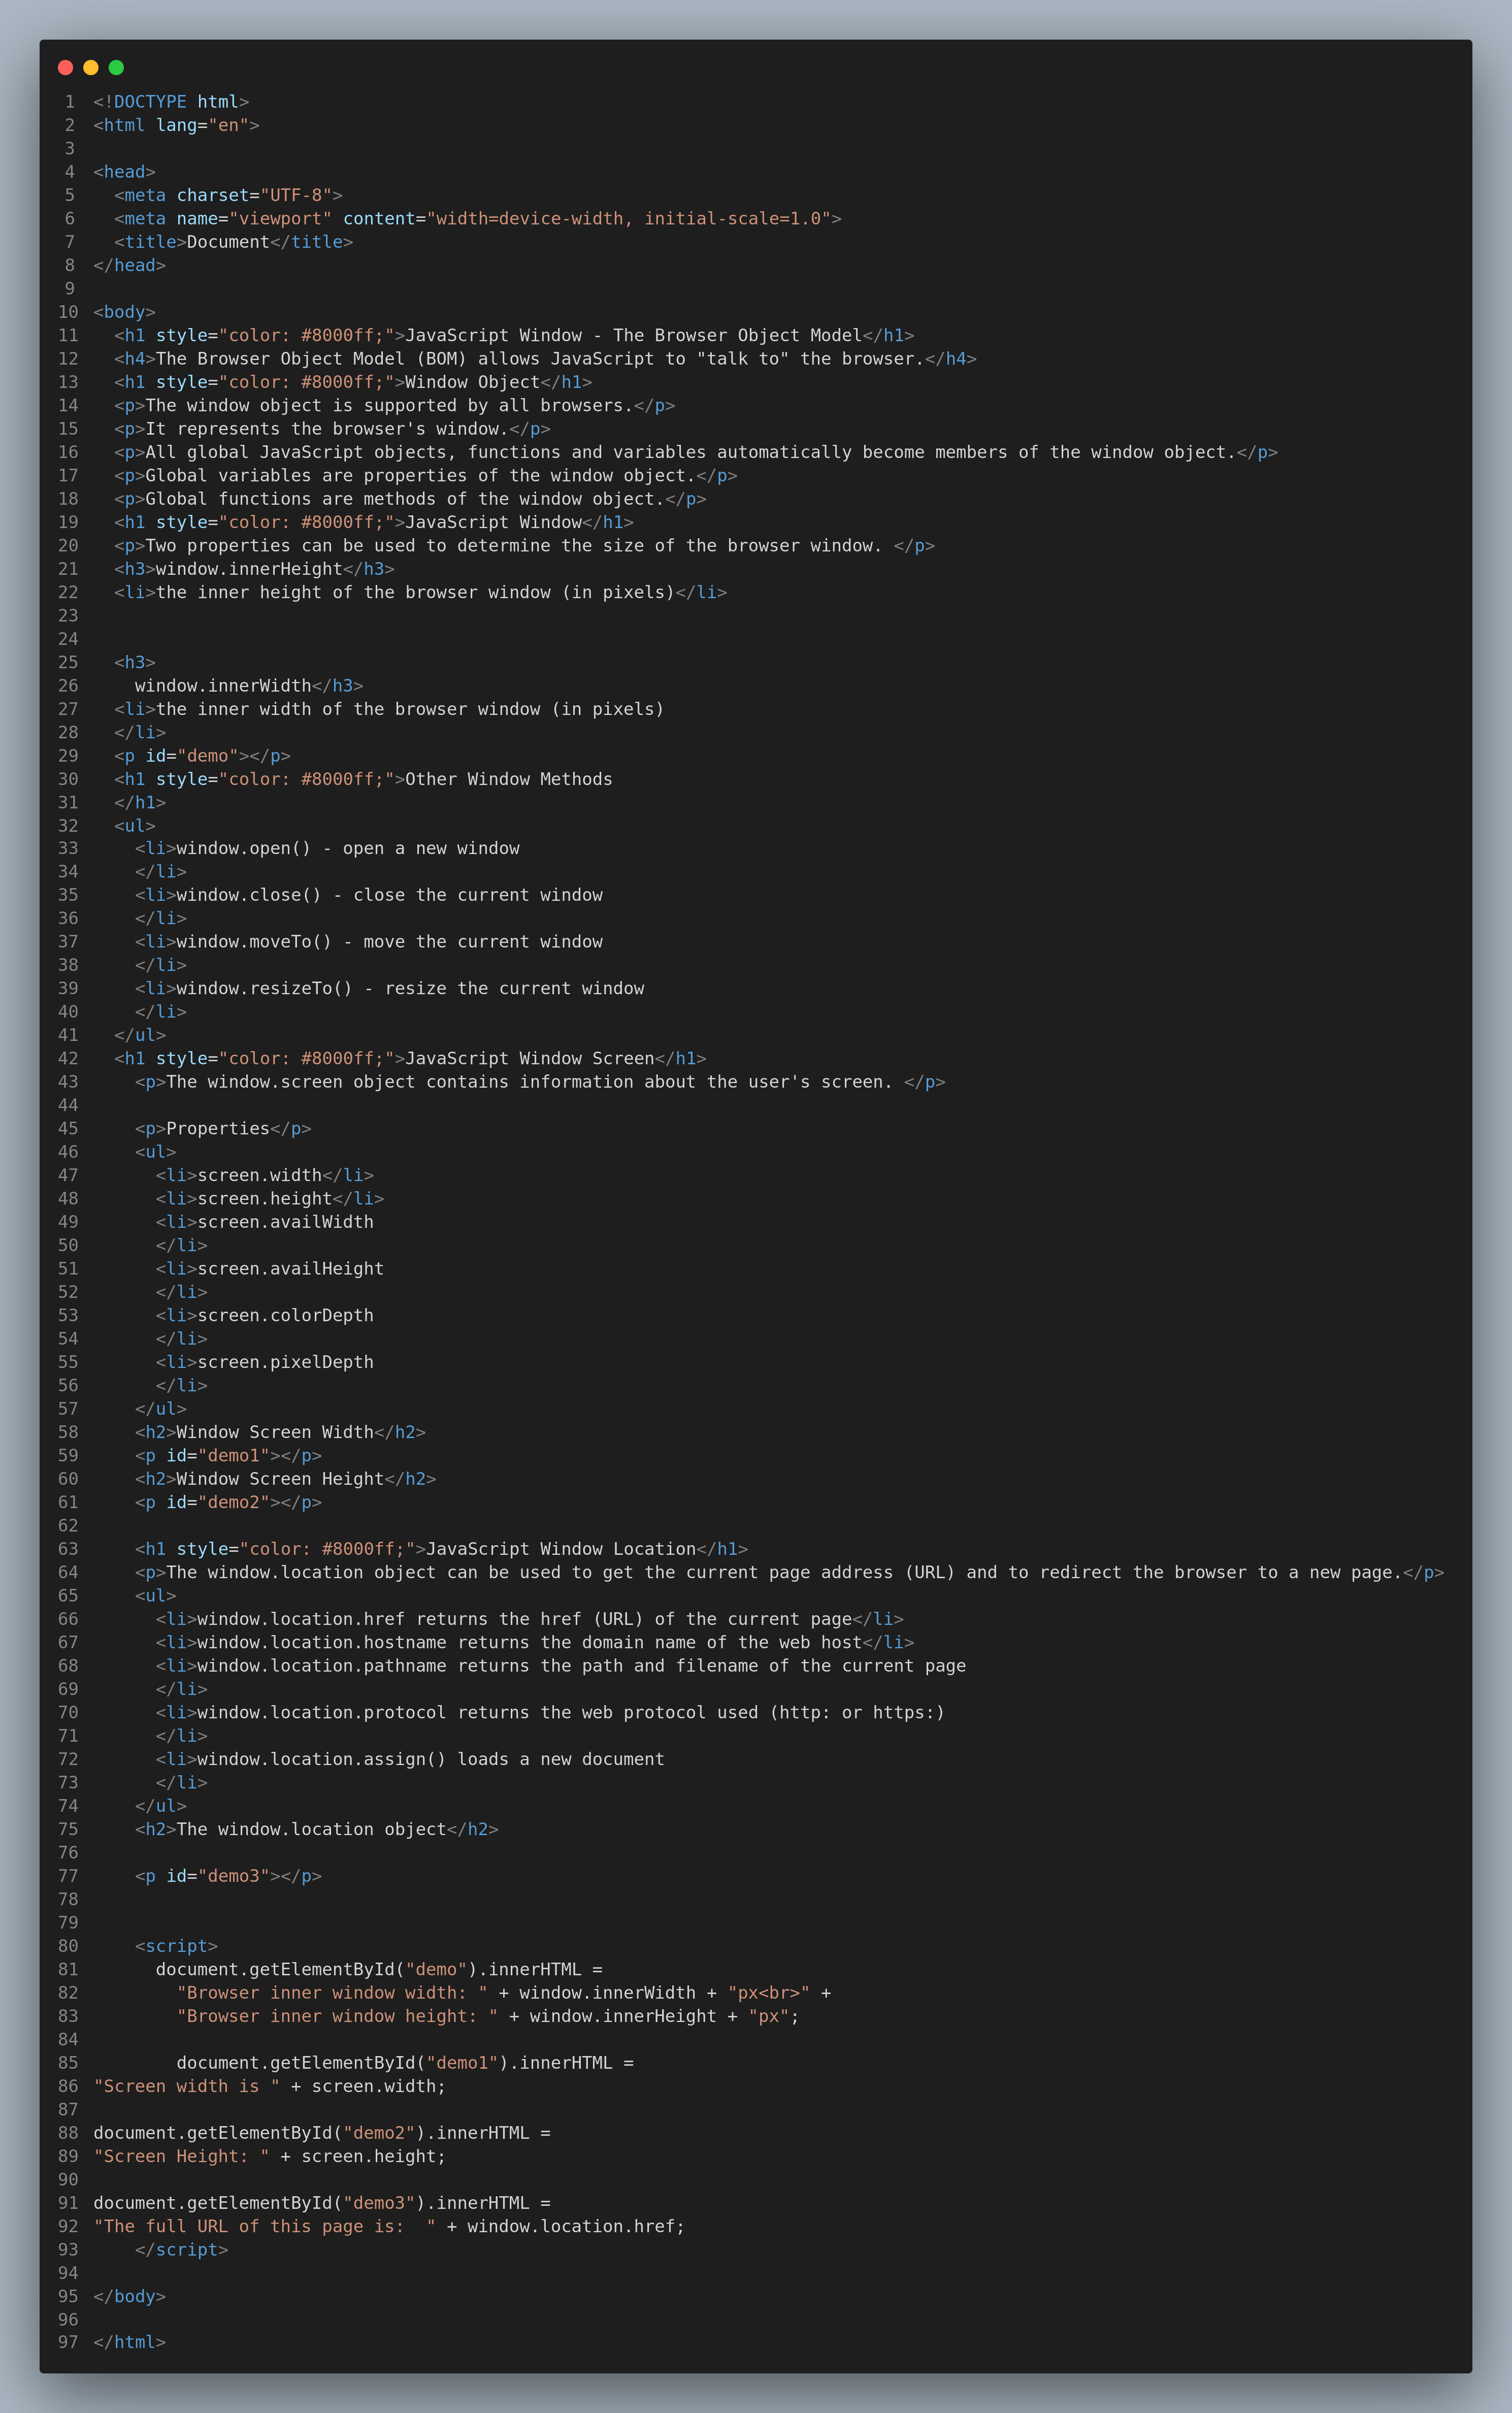 1 <!DOCTYPE html>
2 <html lang="en">
3
4 <head>
5   <meta charset="UTF-8">
6   <meta name="viewport" content="width=device-width, initial-scale=1.0">
7   <title>Document</title>
8 </head>
9
10 <body>
11   <h1 style="color: #8000ff;">JavaScript Window - The Browser Object Model</h1>
12   <h4>The Browser Object Model (BOM) allows JavaScript to "talk to" the browser.</h4>
13   <h1 style="color: #8000ff;">Window Object</h1>
14   <p>The window object is supported by all browsers.</p>
15   <p>It represents the browser's window.</p>
16   <p>All global JavaScript objects, functions and variables automatically become members of the window object.</p>
17   <p>Global variables are properties of the window object.</p>
18   <p>Global functions are methods of the window object.</p>
19   <h1 style="color: #8000ff;">JavaScript Window</h1>
20   <p>Two properties can be used to determine the size of the browser window. </p>
21   <h3>window.innerHeight</h3>
22   <li>the inner height of the browser window (in pixels)</li>
23
24
25   <h3>
26     window.innerWidth</h3>
27   <li>the inner width of the browser window (in pixels)
28   </li>
29   <p id="demo"></p>
30   <h1 style="color: #8000ff;">Other Window Methods
31   </h1>
32   <ul>
33     <li>window.open() - open a new window
34     </li>
35     <li>window.close() - close the current window
36     </li>
37     <li>window.moveTo() - move the current window
38     </li>
39     <li>window.resizeTo() - resize the current window
40     </li>
41   </ul>
42   <h1 style="color: #8000ff;">JavaScript Window Screen</h1>
43     <p>The window.screen object contains information about the user's screen. </p>
44
45     <p>Properties</p>
46     <ul>
47       <li>screen.width</li>
48       <li>screen.height</li>
49       <li>screen.availWidth
50       </li>
51       <li>screen.availHeight
52       </li>
53       <li>screen.colorDepth
54       </li>
55       <li>screen.pixelDepth
56       </li>
57     </ul>
58     <h2>Window Screen Width</h2>
59     <p id="demo1"></p>
60     <h2>Window Screen Height</h2>
61     <p id="demo2"></p>
62
63     <h1 style="color: #8000ff;">JavaScript Window Location</h1>
64     <p>The window.location object can be used to get the current page address (URL) and to redirect the browser to a new page.</p>
65     <ul>
66       <li>window.location.href returns the href (URL) of the current page</li>
67       <li>window.location.hostname returns the domain name of the web host</li>
68       <li>window.location.pathname returns the path and filename of the current page
69       </li>
70       <li>window.location.protocol returns the web protocol used (http: or https:)
71       </li>
72       <li>window.location.assign() loads a new document
73       </li>
74     </ul>
75     <h2>The window.location object</h2>
76
77     <p id="demo3"></p>
78
79
80     <script>
81       document.getElementById("demo").innerHTML =
82         "Browser inner window width: " + window.innerWidth + "px<br>" +
83         "Browser inner window height: " + window.innerHeight + "px";
84
85         document.getElementById("demo1").innerHTML =
86 "Screen width is " + screen.width;
87
88 document.getElementById("demo2").innerHTML =
89 "Screen Height: " + screen.height;
90
91 document.getElementById("demo3").innerHTML =
92 "The full URL of this page is:  " + window.location.href;
93     </script>
94
95 </body>
96
97 </html>